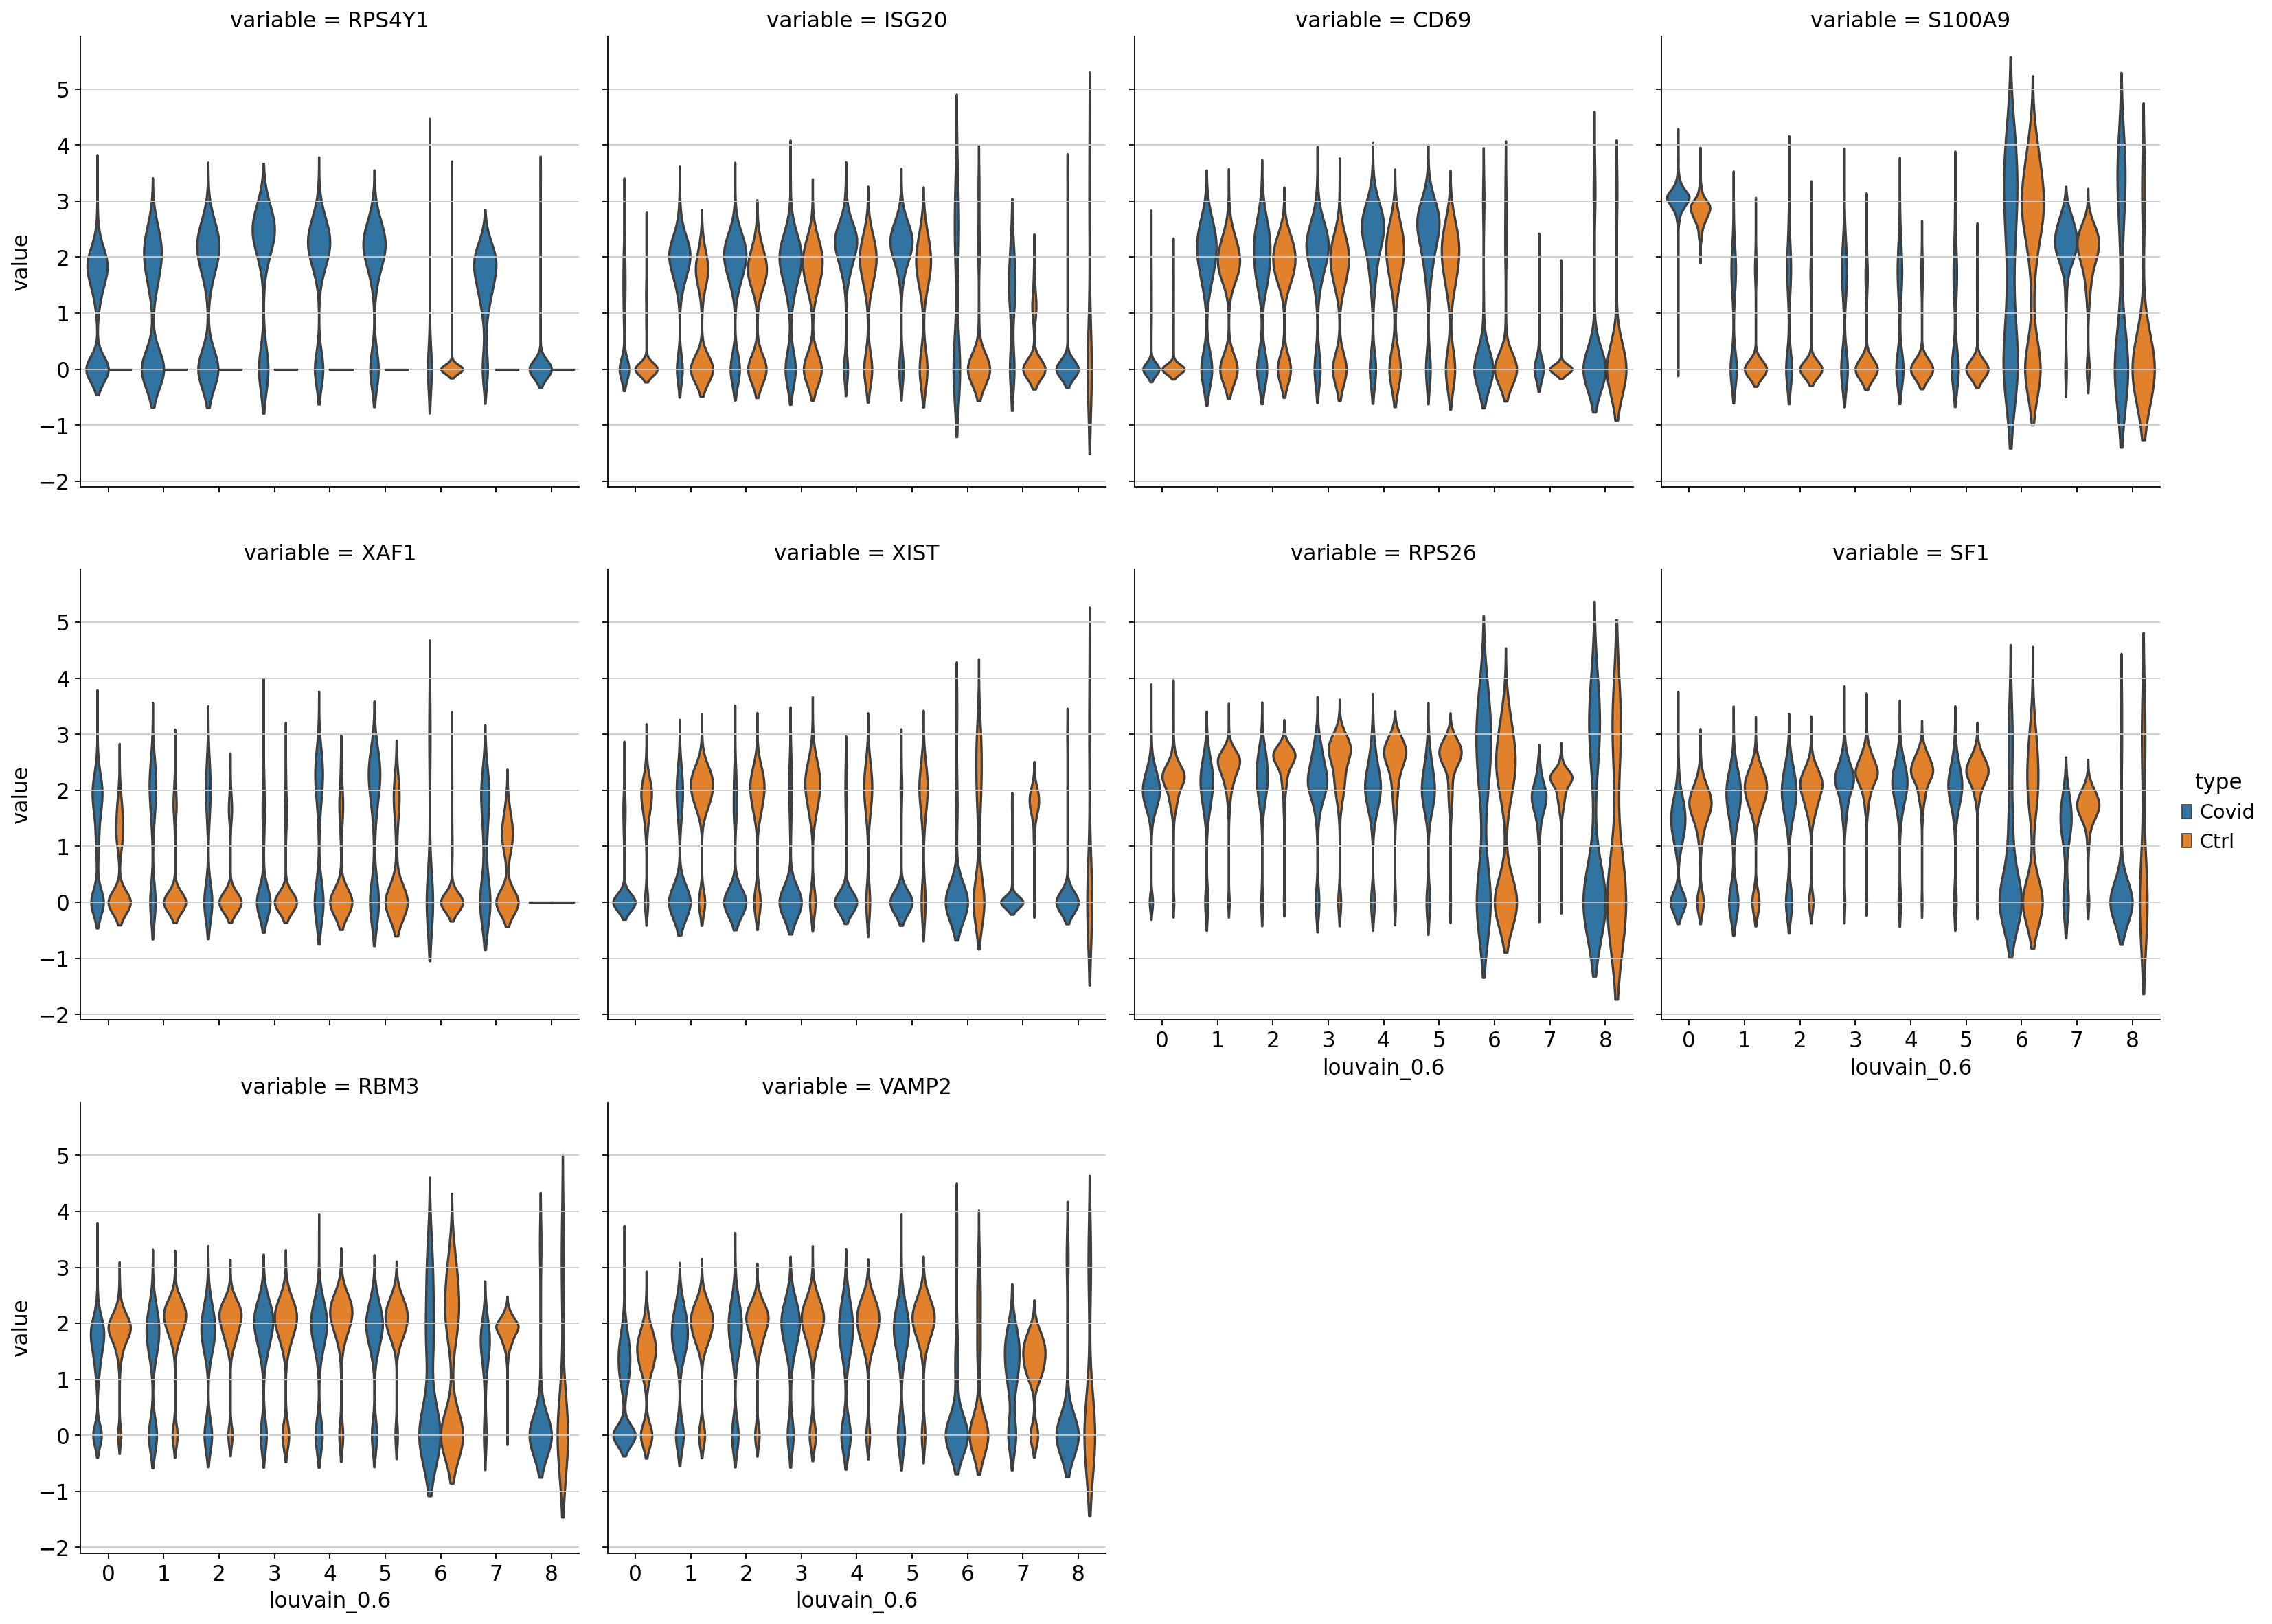 variable = RPS4Y1
variable = ISG20
variable = CD69
variable = S100A9
value
5
4
3
2
1
0
−1
−2
variable = XAF1
variable = XIST
variable = RPS26
variable = SF1
value
5
4
3
2
1
0
−1
−2
type
Covid
Ctrl
0 1 2 3 4 5 6 7 8
louvain_0.6
0 1 2 3 4 5 6 7 8
louvain_0.6
variable = RBM3
variable = VAMP2
value
5
4
3
2
1
0
−1
−2
0 1 2 3 4 5 6 7 8
louvain_0.6
0 1 2 3 4 5 6 7 8
louvain_0.6